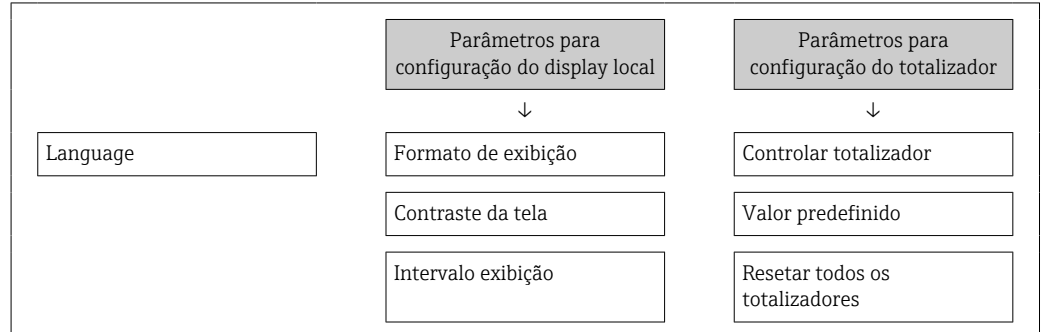 Parâmetros para
configuração do display local
Parâmetros para
configuração do totalizador
↓
↓
Language
Formato de exibição
Controlar totalizador
Contraste da tela
Valor predefinido
Intervalo exibição
Resetar todos os
totalizadores